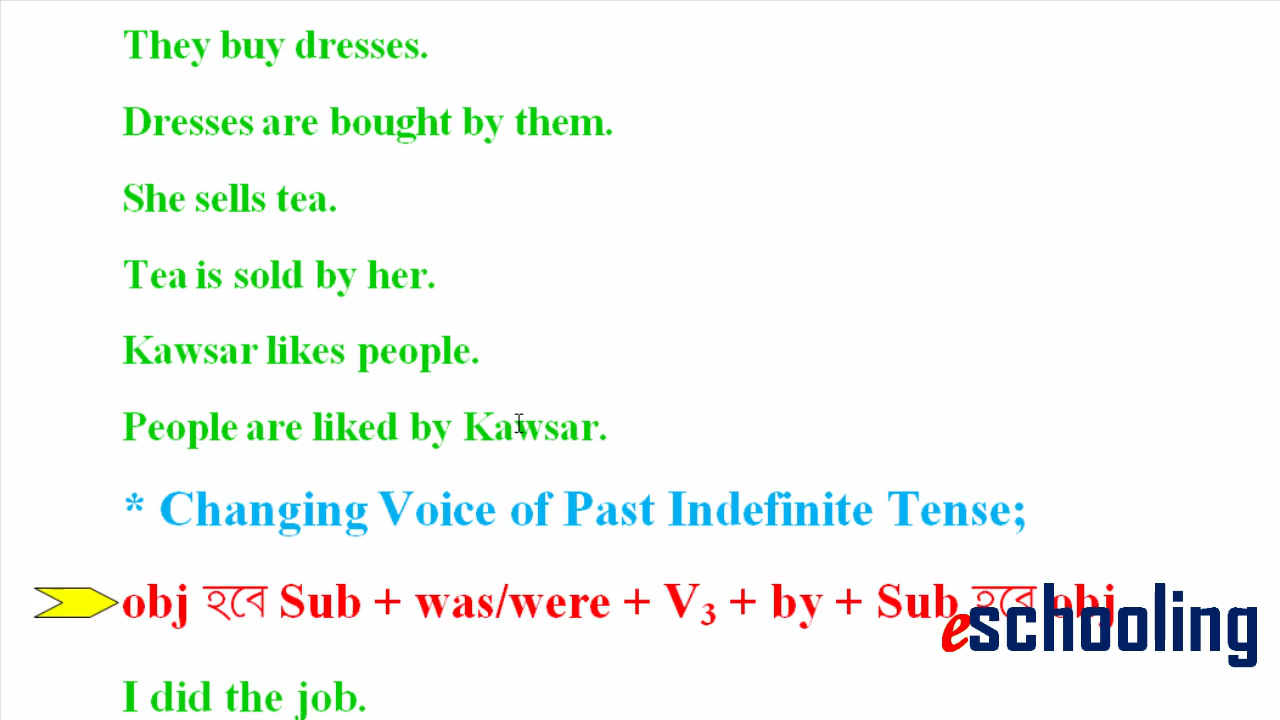 They buy dresses.
Dresses are bought by them.
She sells tea.
Tea is sold by her.
Kawsar likes people.
People are liked by Kawsar.
* Changing Voice of Past Indefinite Tense;
obj হবে Sub + was/were + V₃ + by + Sub হবে obj
eschooling
I did the job.